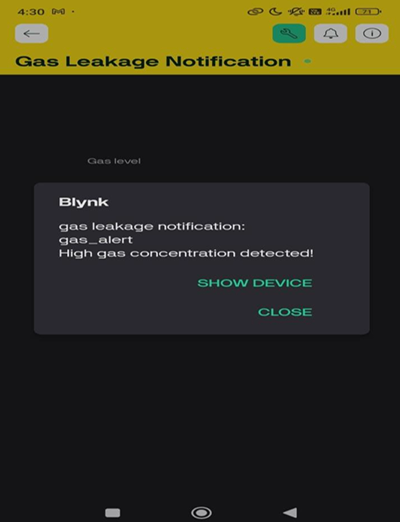 4:30
Gas Leakage Notification
Gas level
Blynk
gas leakage notification:
gas_alert
High gas concentration detected!
SHOW DEVICE
CLOSE